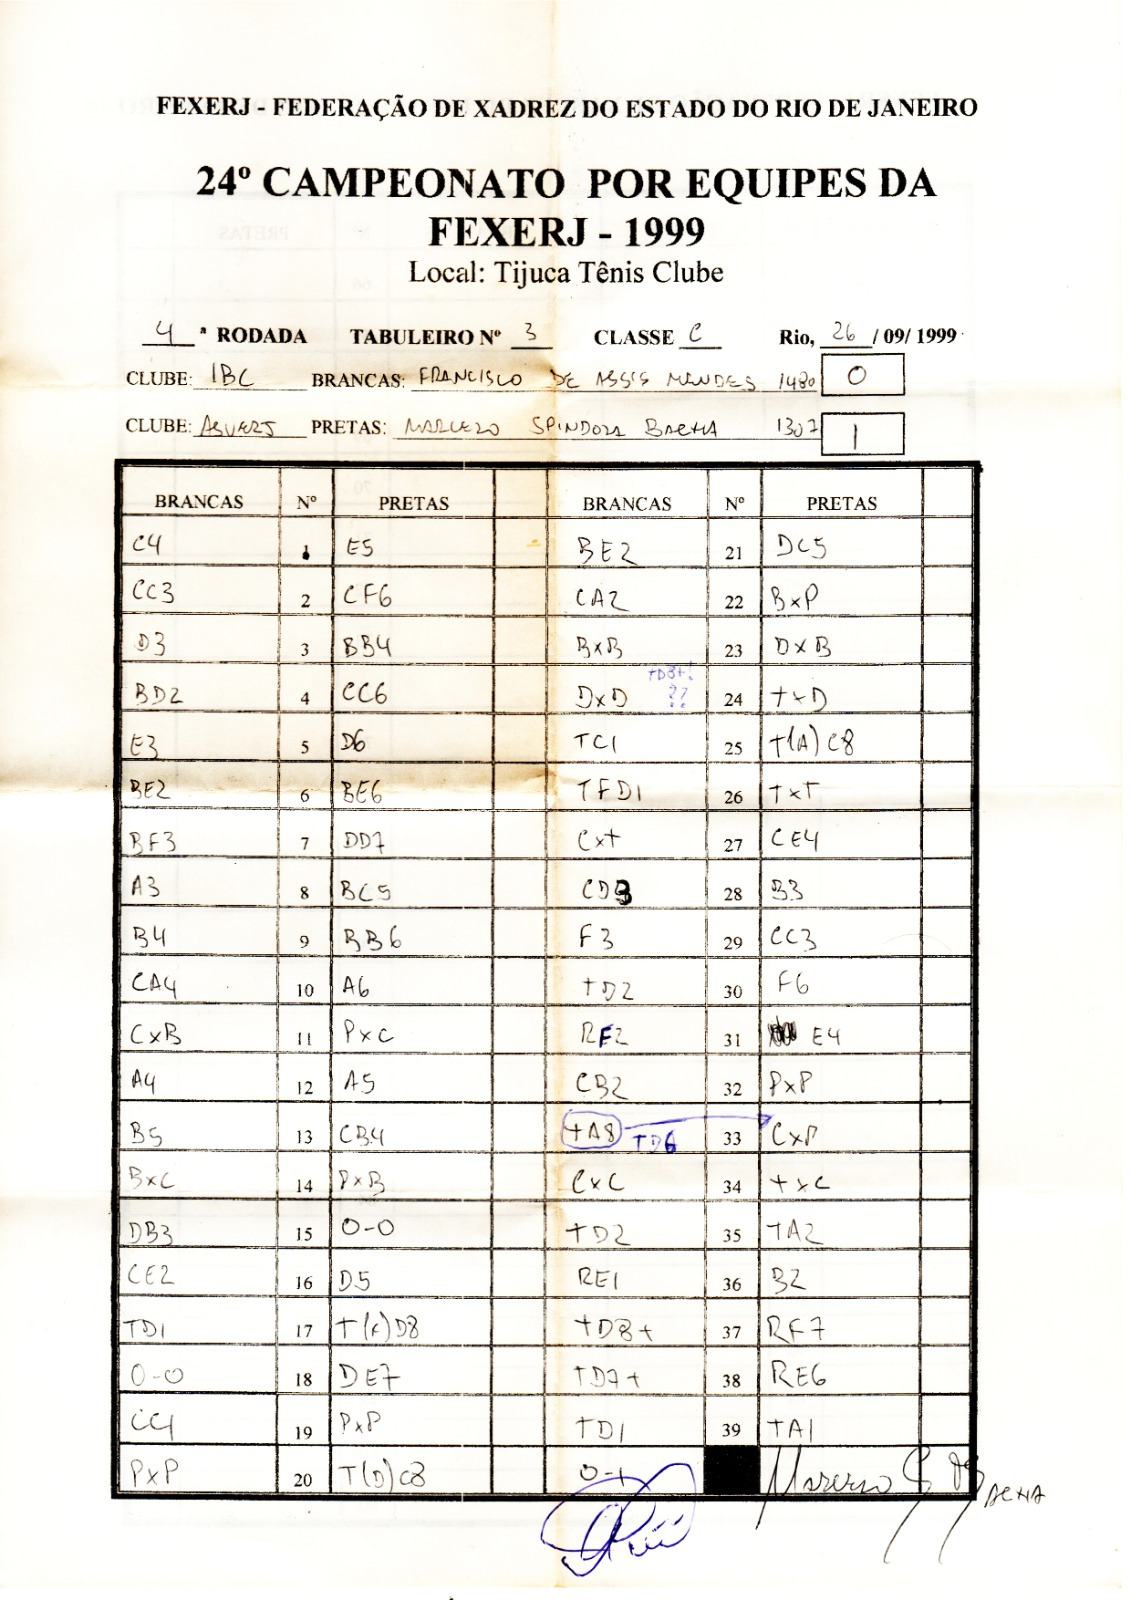 FEXERJ - FEDERAÇÃO DE XADREZ DO ESTADO DO RIO DE JANEIRO
24º CAMPEONATO POR EQUIPES DA
FEXERJ - 1999
Local: Tijuca Tênis Clube
4 ª RODADA TABULEIRO Nº 3 CLASSE C Rio, 26 / 09/ 1999
CLUBE: IBC BRANCAS: FRANCISCO DE ASSIS MENDES 1480 0
CLUBE: PRETAS: MARCELO SPINDOLA BACHA 1307 1
BRANCAS Nº PRETAS BRANCAS Nº PRETAS
C4 1 E5 BE2 21 DC5
CC3 2 CF6 CA2 22 BxP
D3 3 BB4 BxB 23 DxB
BD2 4 CC6 DxD TD8+! ?? 24 TxD
E3 5 D6 TC1 25 T(A)C8
BE2 6 BE6 TFD1 26 TxT
BF3 7 DD7 CxT 27 CE4
A3 8 BC5 CD3 28 B3
B4 9 BB6 F3 29 CC3
CA4 10 A6 TD2 30 F6
CxB 11 PxC RF2 31 E4
A4 12 A5 CB2 32 PxP
B5 13 CB4 TA8 TD6 33 CxP
BxC 14 PxB CxC 34 TxC
DB3 15 O-O TD2 35 TA2
CE2 16 D5 RE1 36 B2
TD1 17 T(F)D8 TD8+ 37 RF7
O-O 18 DE7 TD7+ 38 RE6
CC1 19 PxP TD1 39 TA1
PxP 20 T(D)C8 0-1 Marcelo S. BACHA